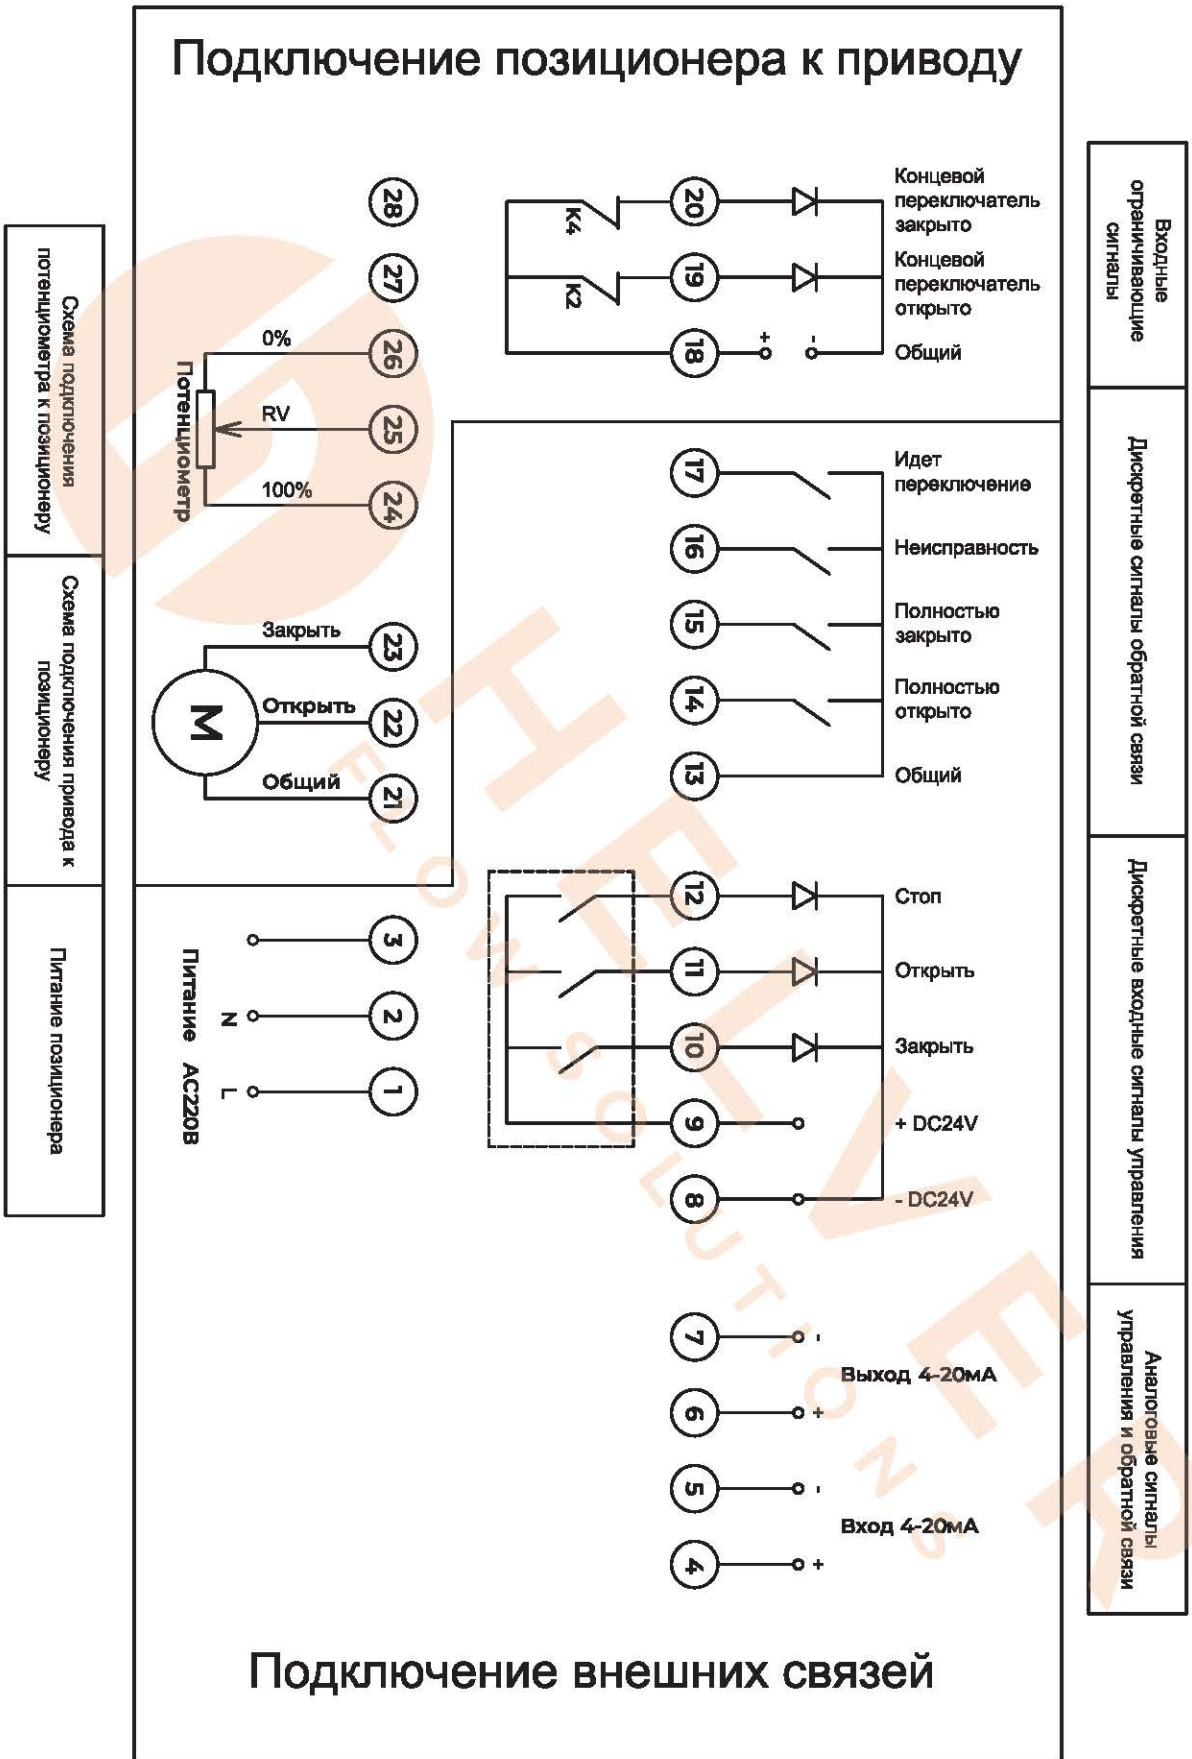 Подключение позиционера к приводу
Схема подключения
потенциометра к позиционеру
Схема подключения привода к
позиционеру
Питание позиционера
28
27
26
25
24
0%
RV
100%
Потенциометр
23
22
21
Закрыть
Открыть
Общий
M
3
2
1
N
L
Питание AC220В
K4
K2
20
19
18
+
-
Концевой
переключатель
закрыто
Концевой
переключатель
открыто
Общий
17
16
15
14
13
Идет
переключение
Неисправность
Полностью
закрыто
Полностью
открыто
Общий
12
11
10
9
8
Стоп
Открыть
Закрыть
+ DC24V
- DC24V
7
6
5
4
-
Выход 4-20мА
+
-
Вход 4-20мА
+
Входные
ограничивающие
сигналы
Дискретные сигналы обратной связи
Дискретные входные сигналы управления
Аналоговые сигналы
управления и обратной связи
Подключение внешних связей
HELVER
FLOW SOLUTIONS